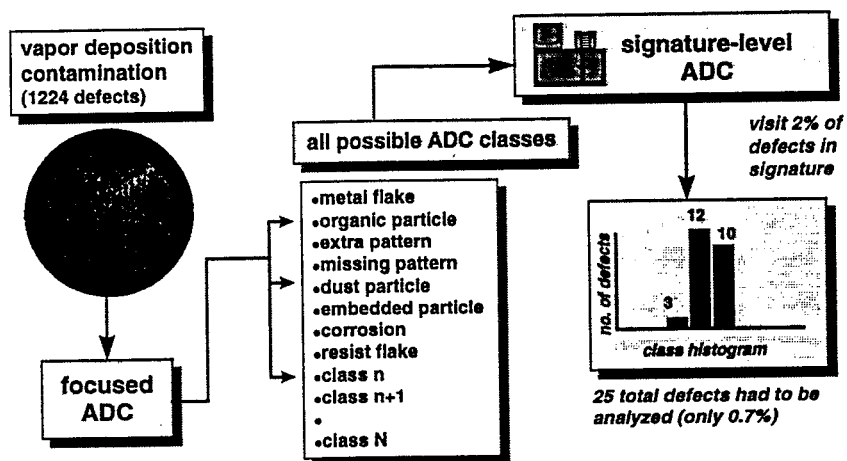 vapor deposition
contamination
(1224 defects)
focused
ADC
all possible ADC classes
•metal flake
•organic particle
•extra pattern
•missing pattern
•dust particle
•embedded particle
•corrosion
•resist flake
•class n
•class n+1
•
•class N
signature-level
ADC
visit 2% of
defects in
signature
no. of defects
3
12
10
class histogram
25 total defects had to be
analyzed (only 0.7%)